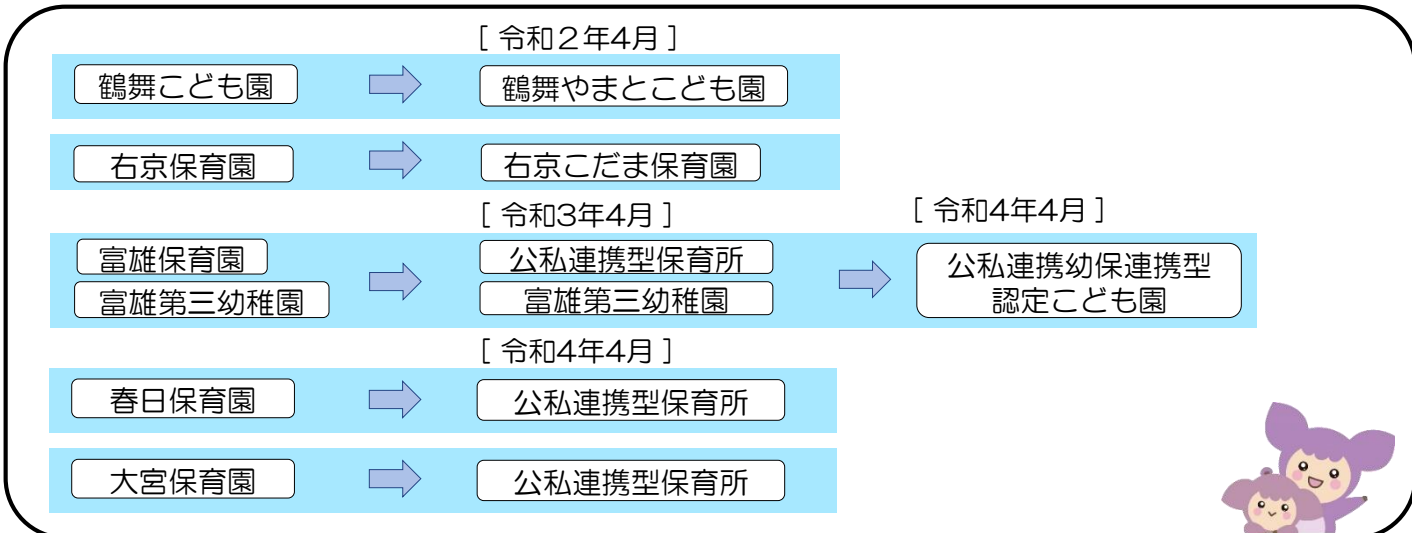 [ 令和２年4月 ]
鶴舞こども園
鶴舞やまとこども園
右京保育園
右京こだま保育園
[ 令和3年4月 ]
[ 令和4年4月 ]
富雄保育園
公私連携型保育所
富雄第三幼稚園
富雄第三幼稚園
公私連携幼保連携型
認定こども園
[ 令和4年4月 ]
春日保育園
公私連携型保育所
大宮保育園
公私連携型保育所